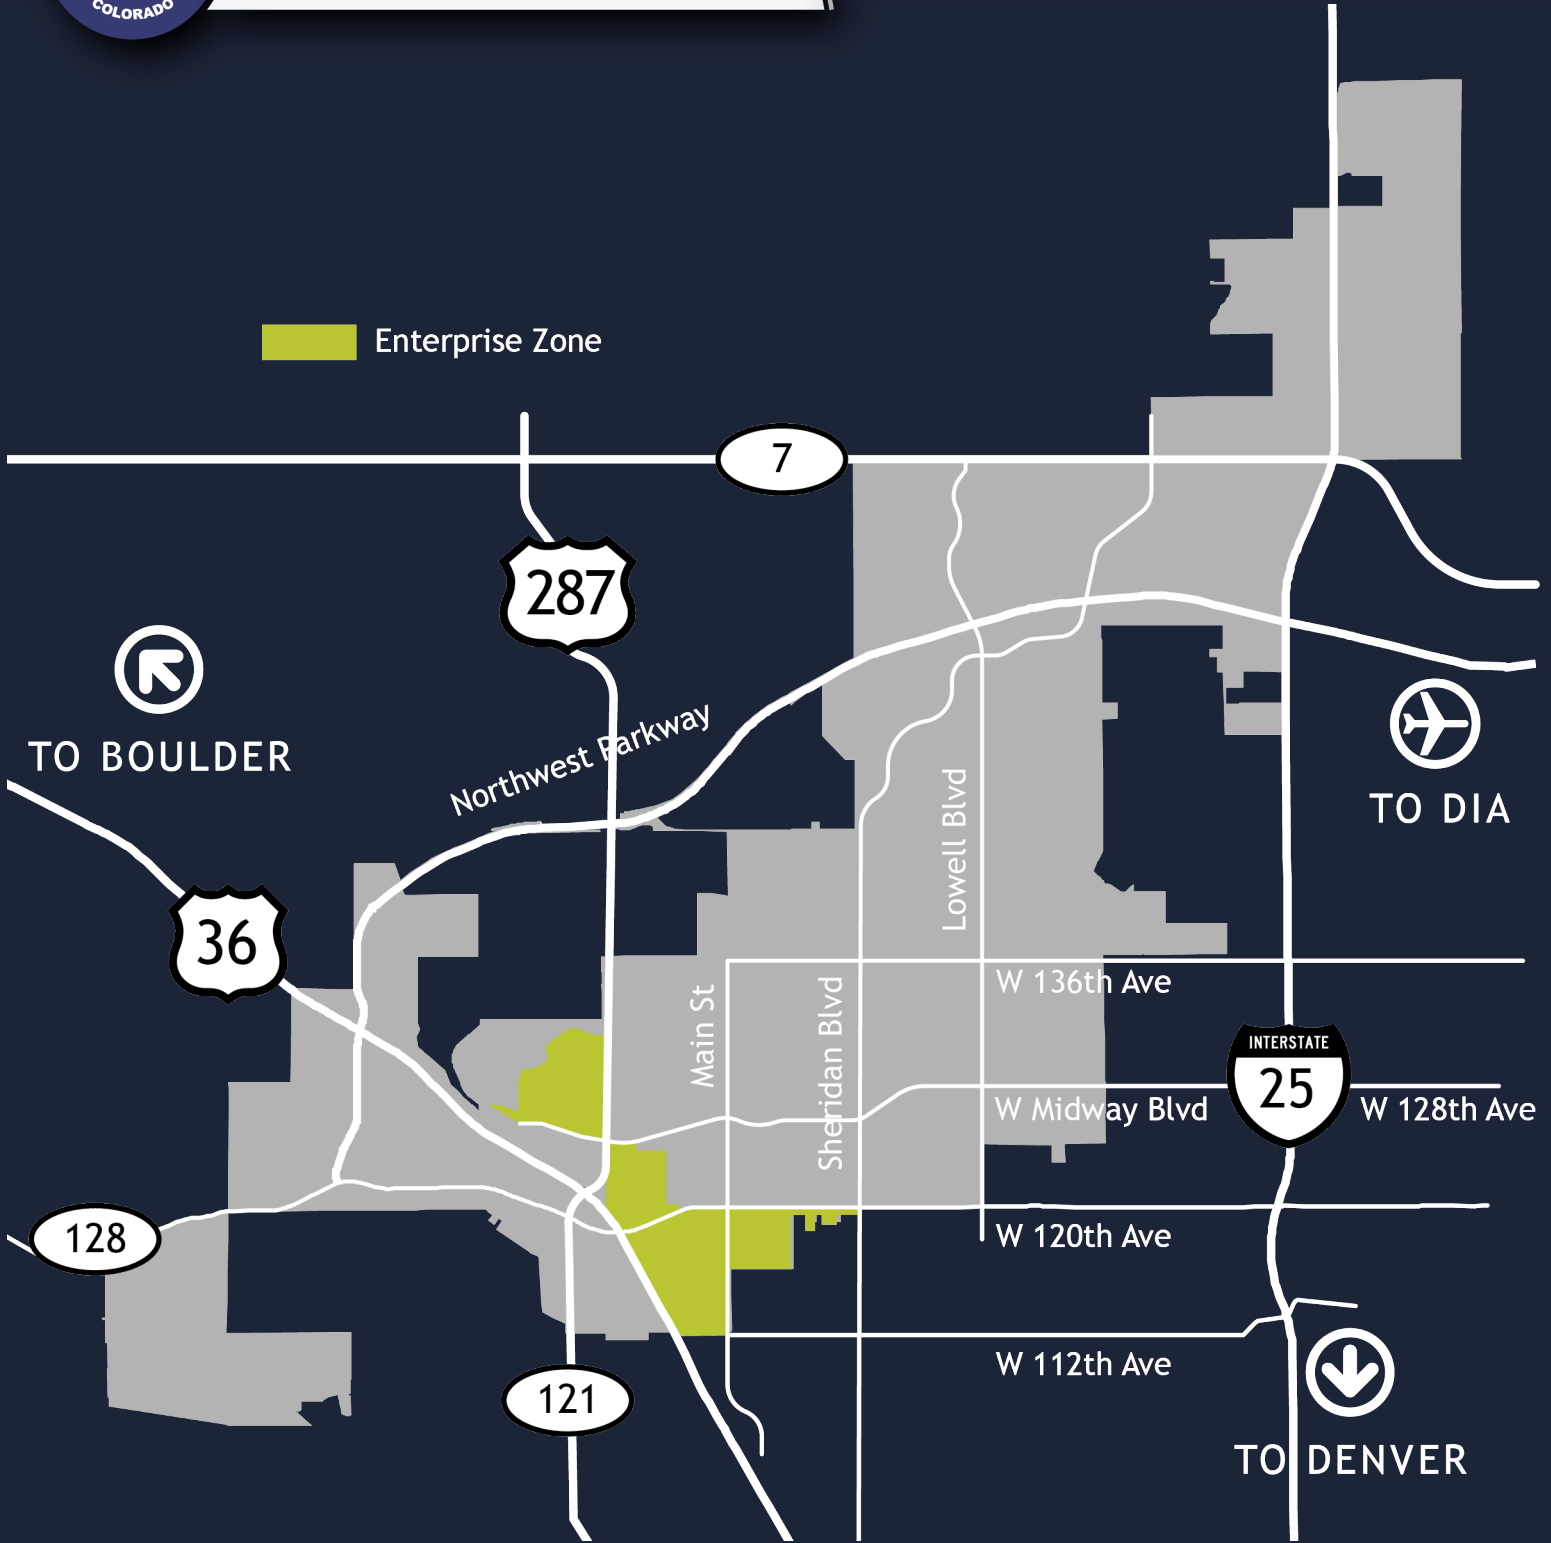 COLORADO
Enterprise Zone
7
287
TO BOULDER
Northwest Parkway
TO DIA
Lowell Blvd
36
W 136th Ave
Main St
Sheridan Blvd
INTERSTATE
25
W Midway Blvd
W 128th Ave
128
W 120th Ave
W 112th Ave
121
TO DENVER